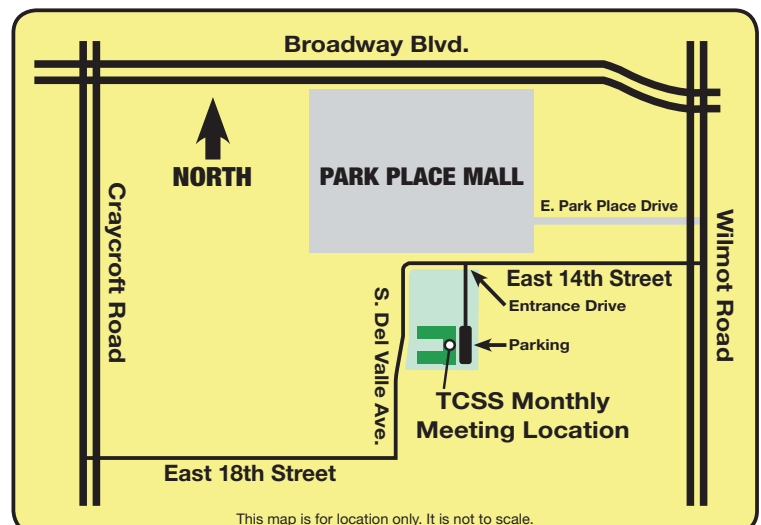 Broadway Blvd.
NORTH
PARK PLACE MALL
E. Park Place Drive
Craycroft Road
Wilmot Road
East 14th Street
Entrance Drive
S. Del Valle Ave.
Parking
TCSS Monthly
Meeting Location
East 18th Street
This map is for location only. It is not to scale.